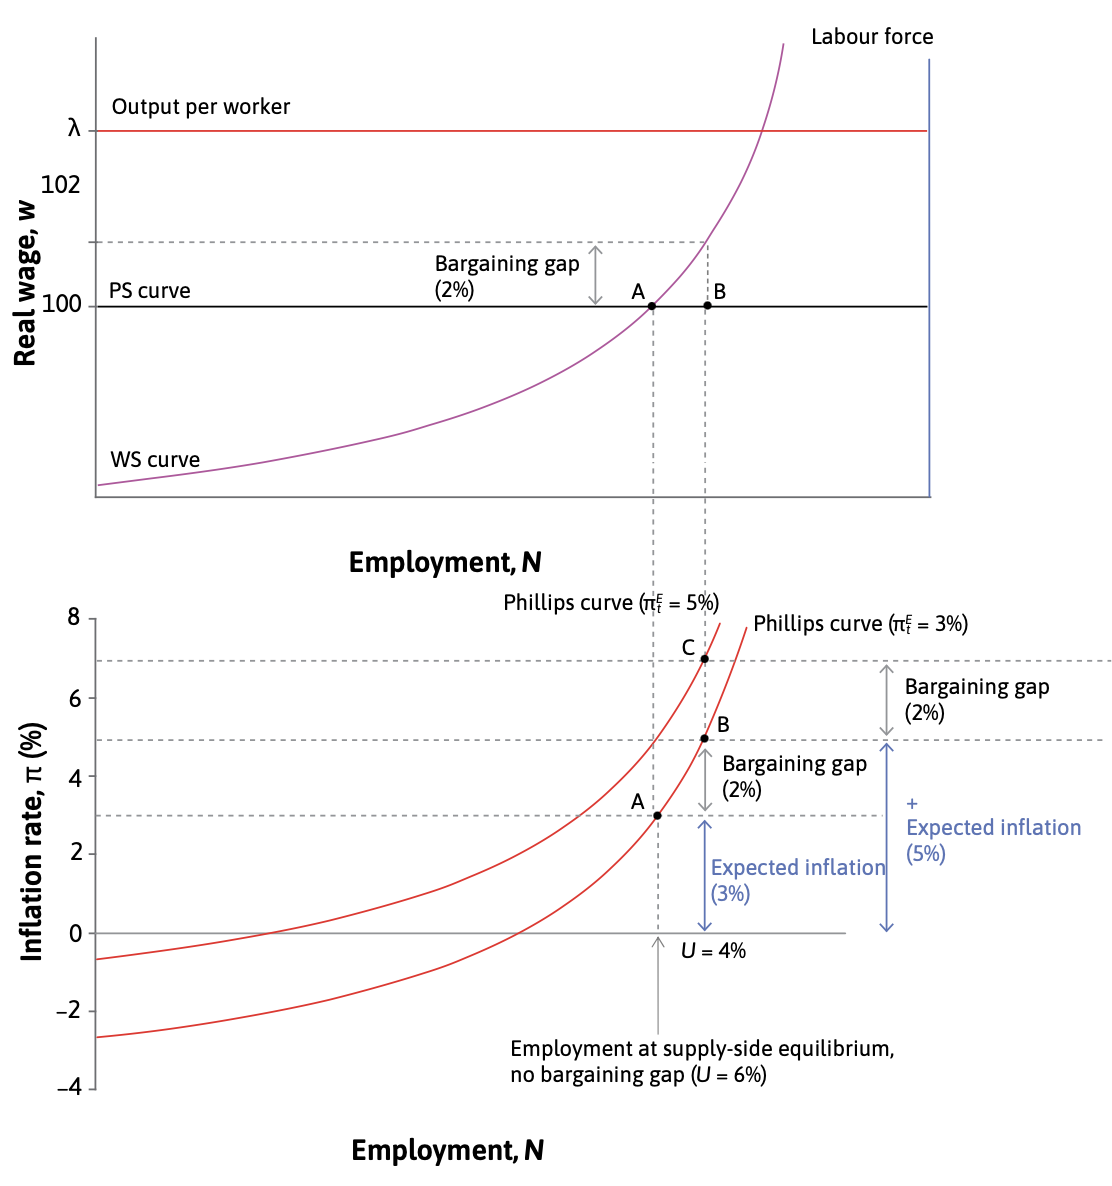 Labour force
Output per worker
λ
102
Real wage, w
Bargaining gap
(2%)
PS curve
100
A
B
WS curve
Employment, N
Phillips curve (πᴱₜ = 5%)
Phillips curve (πᴱₜ = 3%)
8
C
6
Bargaining gap
(2%)
B
Inflation rate, π (%)
4
Bargaining gap
(2%)
A
+
Expected inflation
(5%)
2
Expected inflation
(3%)
0
U = 4%
–2
Employment at supply-side equilibrium,
no bargaining gap (U = 6%)
–4
Employment, N